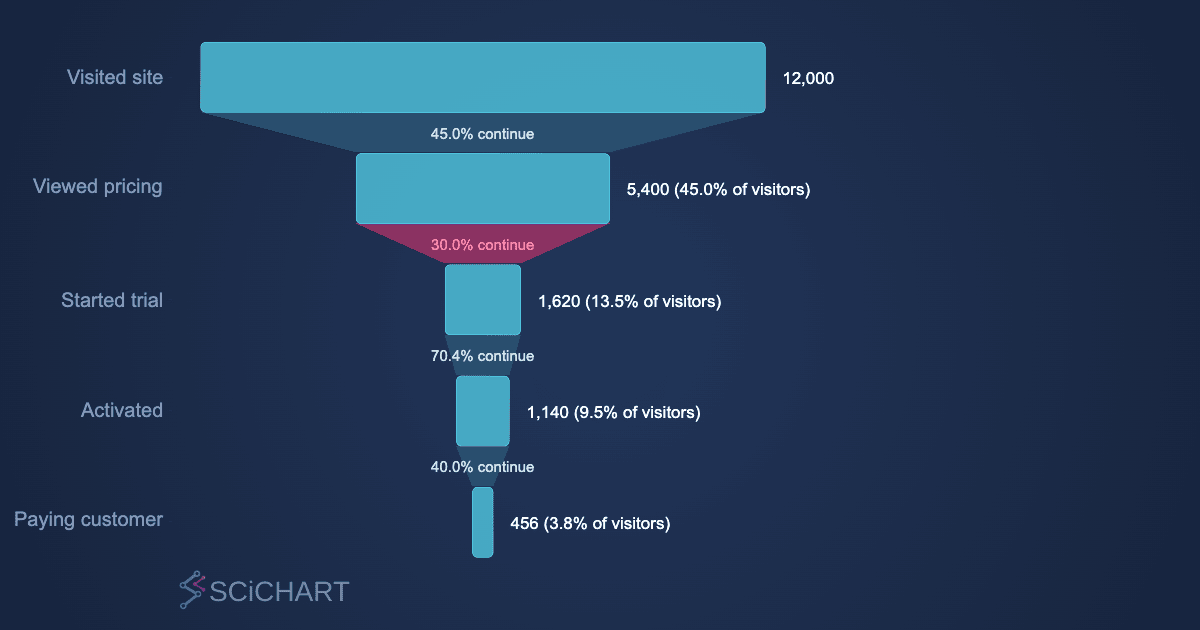 Visited site
12,000
45.0% continue
Viewed pricing
5,400 (45.0% of visitors)
30.0% continue
Started trial
1,620 (13.5% of visitors)
70.4% continue
Activated
1,140 (9.5% of visitors)
40.0% continue
Paying customer
456 (3.8% of visitors)
SCiCHART